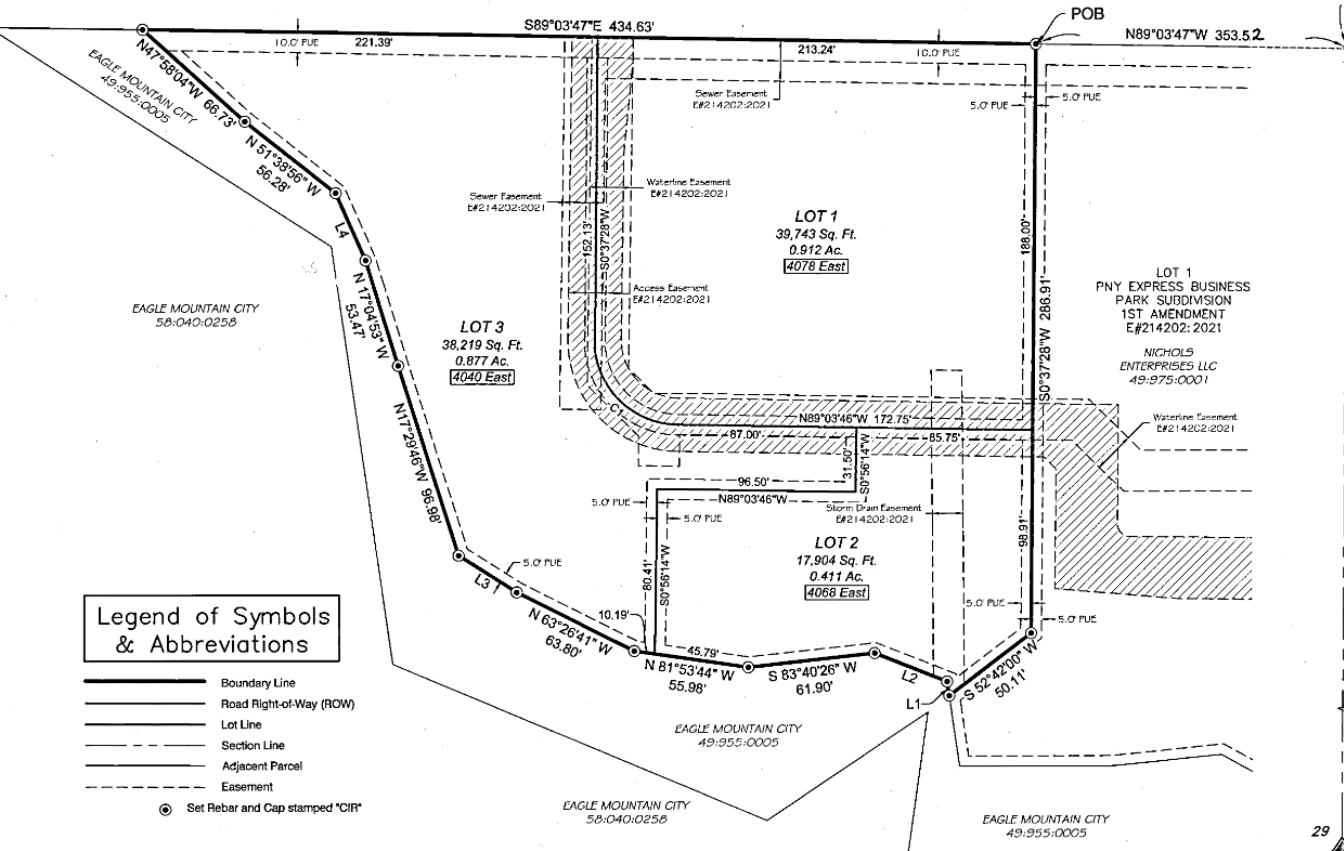 POB
S89°03'47"E 434.63'
N89°03'47"W 353.52
10.0' PUE
221.39'
213.24'
10.0' PUE
N47°58'04"W 66.73'
EAGLE MOUNTAIN CITY
49:955:0005
Sewer Easement
E#214202:2021
5.0' PUE
5.0' PUE
N 51°38'56" W
56.28'
Sewer Easement
E#214202:2021
Waterline Easement
E#214202:2021
L4
152.13'
S0°37'28"W
LOT 1
39,743 Sq. Ft.
0.912 Ac.
4078 East
188.00'
S0°37'28"W 286.91'
N 17°04'53" W
53.47'
Access Easement
E#214202:2021
LOT 1
PNY EXPRESS BUSINESS
PARK SUBDIVISION
1ST AMENDMENT
E#214202: 2021
NICHOLS
ENTERPRISES LLC
49:975:0001
EAGLE MOUNTAIN CITY
58:040:0258
LOT 3
38,219 Sq. Ft.
0.877 Ac.
4040 East
C1
N89°03'46"W 172.75'
87.00'
85.75'
Waterline Easement
E#214202:2021
N17°29'46"W 96.98'
31.50'
S0°56'14"W
96.50'
N89°03'46"W
5.0' PUE
5.0' PUE
Storm Drain Easement
E#214202:2021
98.91'
LOT 2
17,904 Sq. Ft.
0.411 Ac.
4068 East
80.41'
S0°56'14"W
5.0' PUE
L3
5.0' PUE
5.0' PUE
10.19'
N 63°26'41" W
63.80'
45.79'
N 81°53'44" W
55.98'
S 83°40'26" W
61.90'
L2
L1
S 52°42'00" W
50.11'
EAGLE MOUNTAIN CITY
49:955:0005
EAGLE MOUNTAIN CITY
58:040:0258
EAGLE MOUNTAIN CITY
49:955:0005
Legend of Symbols
& Abbreviations
Boundary Line
Road Right-of-Way (ROW)
Lot Line
Section Line
Adjacent Parcel
Easement
Set Rebar and Cap stamped "CIR"
29